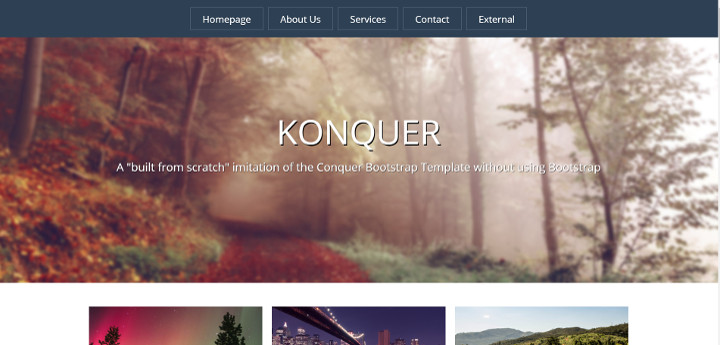 Homepage
About Us
Services
Contact
External
KONQUER
A "built from scratch" imitation of the Conquer Bootstrap Template without using Bootstrap